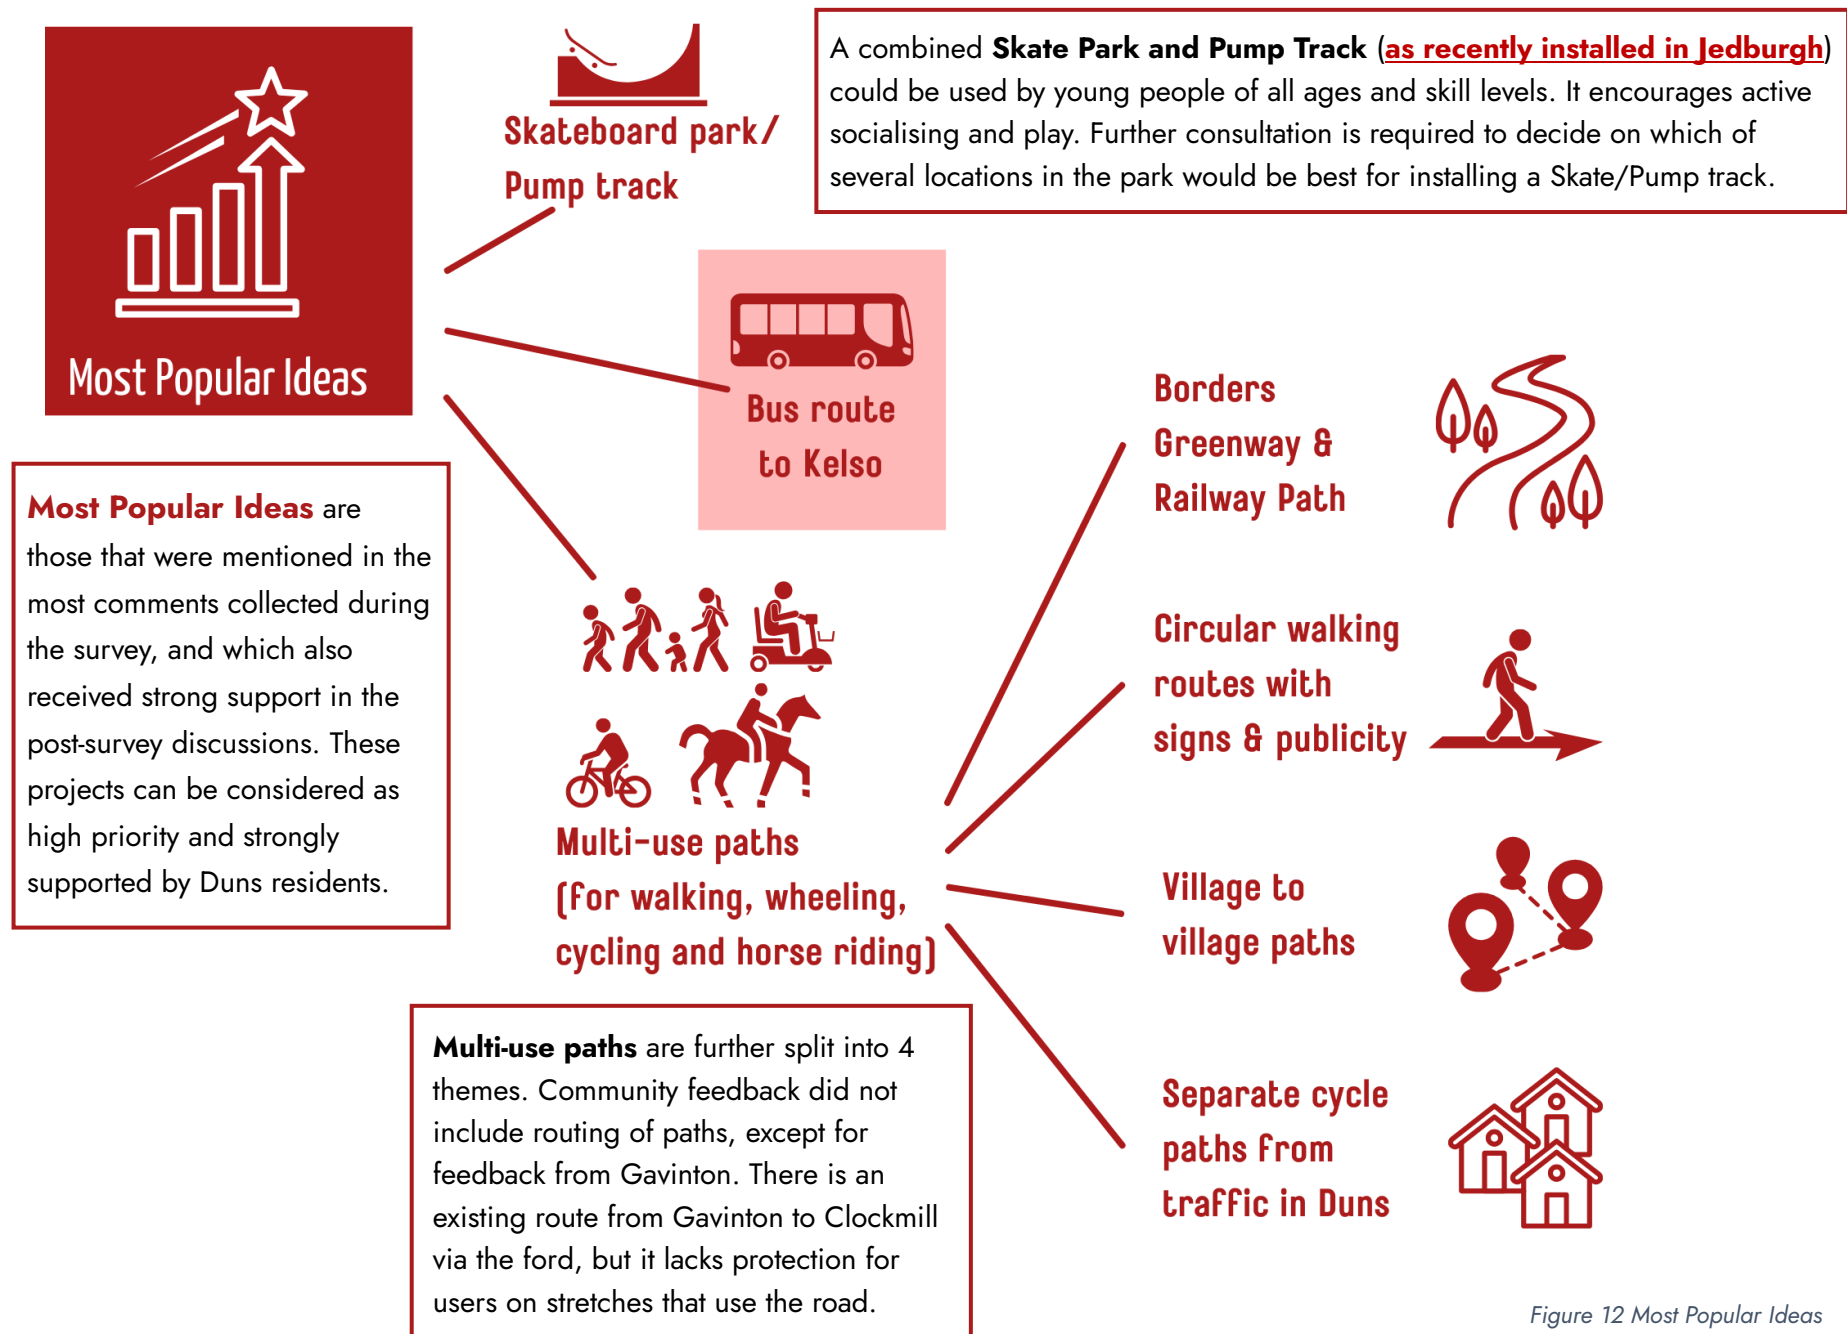 Most Popular Ideas
Skateboard park/
Pump track
A combined Skate Park and Pump Track (as recently installed in Jedburgh)
could be used by young people of all ages and skill levels. It encourages active
socialising and play. Further consultation is required to decide on which of
several locations in the park would be best for installing a Skate/Pump track.
Bus route
to Kelso
Most Popular Ideas are
those that were mentioned in the
most comments collected during
the survey, and which also
received strong support in the
post-survey discussions. These
projects can be considered as
high priority and strongly
supported by Duns residents.
Multi-use paths
(For walking, wheeling,
cycling and horse riding)
Borders
Greenway &
Railway Path
Circular walking
routes with
signs & publicity
Village to
village paths
Separate cycle
paths from
traffic in Duns
Multi-use paths are further split into 4
themes. Community feedback did not
include routing of paths, except for
feedback from Gavinton. There is an
existing route from Gavinton to Clockmill
via the ford, but it lacks protection for
users on stretches that use the road.
Figure 12 Most Popular Ideas